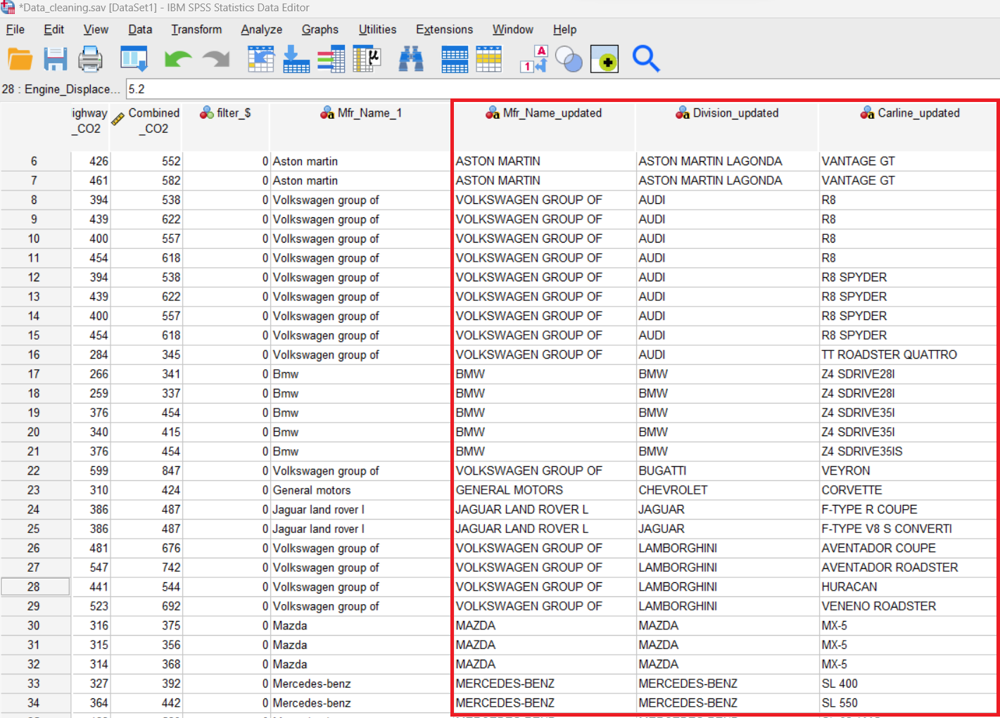 *Data_cleaning.sav [DataSet1] - IBM SPSS Statistics Data Editor
File Edit View Data Transform Analyze Graphs Utilities Extensions Window Help
28 : Engine_Displace... 5.2
ighway_CO2 Combined_CO2 filter_$ Mfr_Name_1 Mfr_Name_updated Division_updated Carline_updated
6 426 552 0 Aston martin ASTON MARTIN ASTON MARTIN LAGONDA VANTAGE GT
7 461 582 0 Aston martin ASTON MARTIN ASTON MARTIN LAGONDA VANTAGE GT
8 394 538 0 Volkswagen group of VOLKSWAGEN GROUP OF AUDI R8
9 439 622 0 Volkswagen group of VOLKSWAGEN GROUP OF AUDI R8
10 400 557 0 Volkswagen group of VOLKSWAGEN GROUP OF AUDI R8
11 454 618 0 Volkswagen group of VOLKSWAGEN GROUP OF AUDI R8
12 394 538 0 Volkswagen group of VOLKSWAGEN GROUP OF AUDI R8 SPYDER
13 439 622 0 Volkswagen group of VOLKSWAGEN GROUP OF AUDI R8 SPYDER
14 400 557 0 Volkswagen group of VOLKSWAGEN GROUP OF AUDI R8 SPYDER
15 454 618 0 Volkswagen group of VOLKSWAGEN GROUP OF AUDI R8 SPYDER
16 284 345 0 Volkswagen group of VOLKSWAGEN GROUP OF AUDI TT ROADSTER QUATTRO
17 266 341 0 Bmw BMW BMW Z4 SDRIVE28I
18 259 337 0 Bmw BMW BMW Z4 SDRIVE28I
19 376 454 0 Bmw BMW BMW Z4 SDRIVE35I
20 340 415 0 Bmw BMW BMW Z4 SDRIVE35I
21 376 454 0 Bmw BMW BMW Z4 SDRIVE35IS
22 599 847 0 Volkswagen group of VOLKSWAGEN GROUP OF BUGATTI VEYRON
23 310 424 0 General motors GENERAL MOTORS CHEVROLET CORVETTE
24 386 487 0 Jaguar land rover l JAGUAR LAND ROVER L JAGUAR F-TYPE R COUPE
25 386 487 0 Jaguar land rover l JAGUAR LAND ROVER L JAGUAR F-TYPE V8 S CONVERTI
26 481 676 0 Volkswagen group of VOLKSWAGEN GROUP OF LAMBORGHINI AVENTADOR COUPE
27 547 742 0 Volkswagen group of VOLKSWAGEN GROUP OF LAMBORGHINI AVENTADOR ROADSTER
28 441 544 0 Volkswagen group of VOLKSWAGEN GROUP OF LAMBORGHINI HURACAN
29 523 692 0 Volkswagen group of VOLKSWAGEN GROUP OF LAMBORGHINI VENENO ROADSTER
30 316 375 0 Mazda MAZDA MAZDA MX-5
31 315 356 0 Mazda MAZDA MAZDA MX-5
32 314 368 0 Mazda MAZDA MAZDA MX-5
33 327 392 0 Mercedes-benz MERCEDES-BENZ MERCEDES-BENZ SL 400
34 364 442 0 Mercedes-benz MERCEDES-BENZ MERCEDES-BENZ SL 550